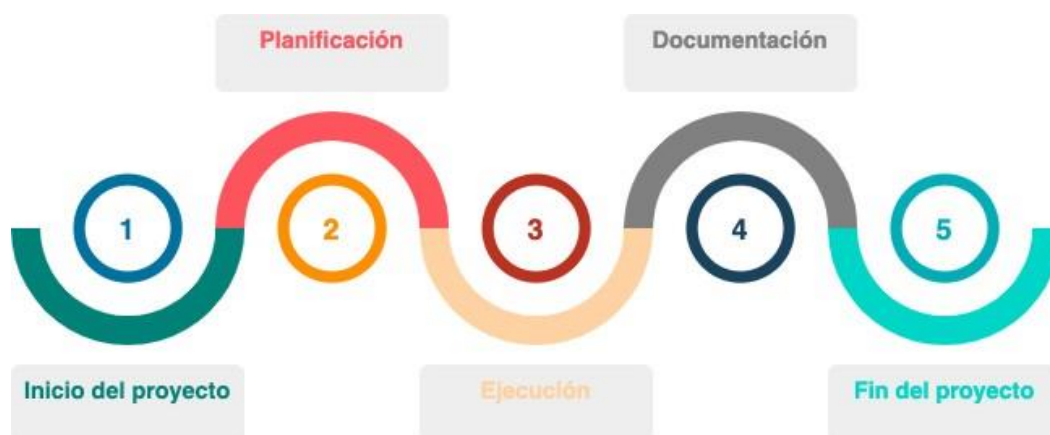 Planificación
Documentación
1
2
3
4
5
Inicio del proyecto
Ejecución
Fin del proyecto